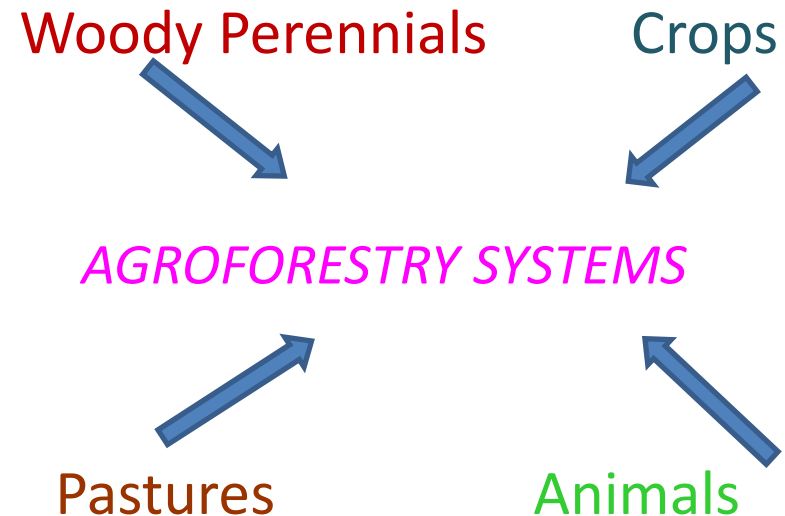 Woody Perennials
Crops
AGROFORESTRY SYSTEMS
Pastures
Animals